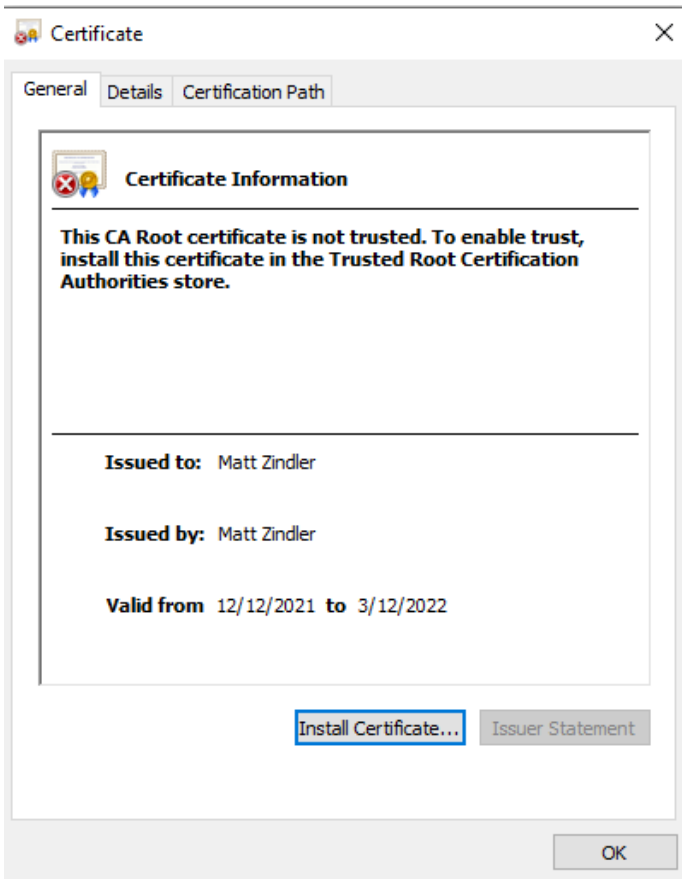 Certificate
General Details Certification Path
Certificate Information
This CA Root certificate is not trusted. To enable trust,
install this certificate in the Trusted Root Certification
Authorities store.
Issued to: Matt Zindler
Issued by: Matt Zindler
Valid from 12/12/2021 to 3/12/2022
Install Certificate... Issuer Statement
OK